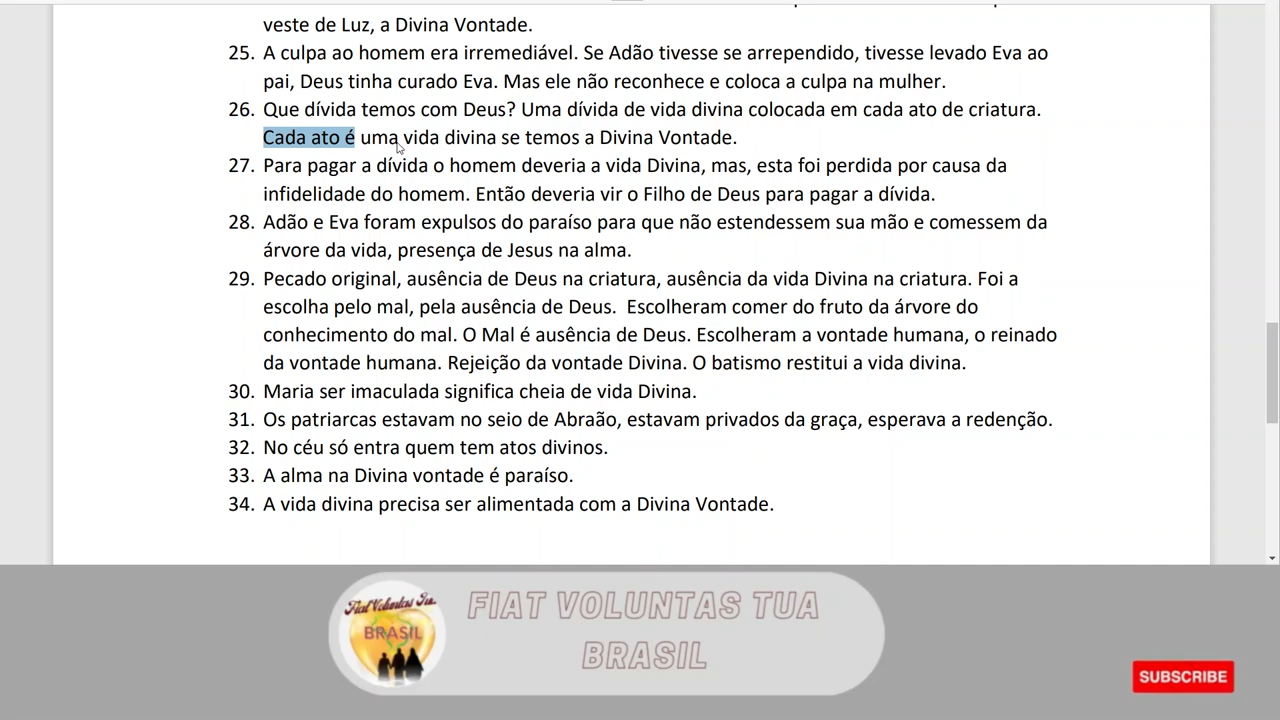 veste de Luz, a Divina Vontade.
25. A culpa ao homem era irremediável. Se Adão tivesse se arrependido, tivesse levado Eva ao
pai, Deus tinha curado Eva. Mas ele não reconhece e coloca a culpa na mulher.
26. Que dívida temos com Deus? Uma dívida de vida divina colocada em cada ato de criatura.
Cada ato é uma vida divina se temos a Divina Vontade.
27. Para pagar a dívida o homem deveria a vida Divina, mas, esta foi perdida por causa da
infidelidade do homem. Então deveria vir o Filho de Deus para pagar a dívida.
28. Adão e Eva foram expulsos do paraíso para que não estendessem sua mão e comessem da
árvore da vida, presença de Jesus na alma.
29. Pecado original, ausência de Deus na criatura, ausência da vida Divina na criatura. Foi a
escolha pelo mal, pela ausência de Deus.  Escolheram comer do fruto da árvore do
conhecimento do mal. O Mal é ausência de Deus. Escolheram a vontade humana, o reinado
da vontade humana. Rejeição da vontade Divina. O batismo restitui a vida divina.
30. Maria ser imaculada significa cheia de vida Divina.
31. Os patriarcas estavam no seio de Abraão, estavam privados da graça, esperava a redenção.
32. No céu só entra quem tem atos divinos.
33. A alma na Divina vontade é paraíso.
34. A vida divina precisa ser alimentada com a Divina Vontade.
Fiat Voluntas Tua
BRASIL
FIAT VOLUNTAS TUA
BRASIL
SUBSCRIBE